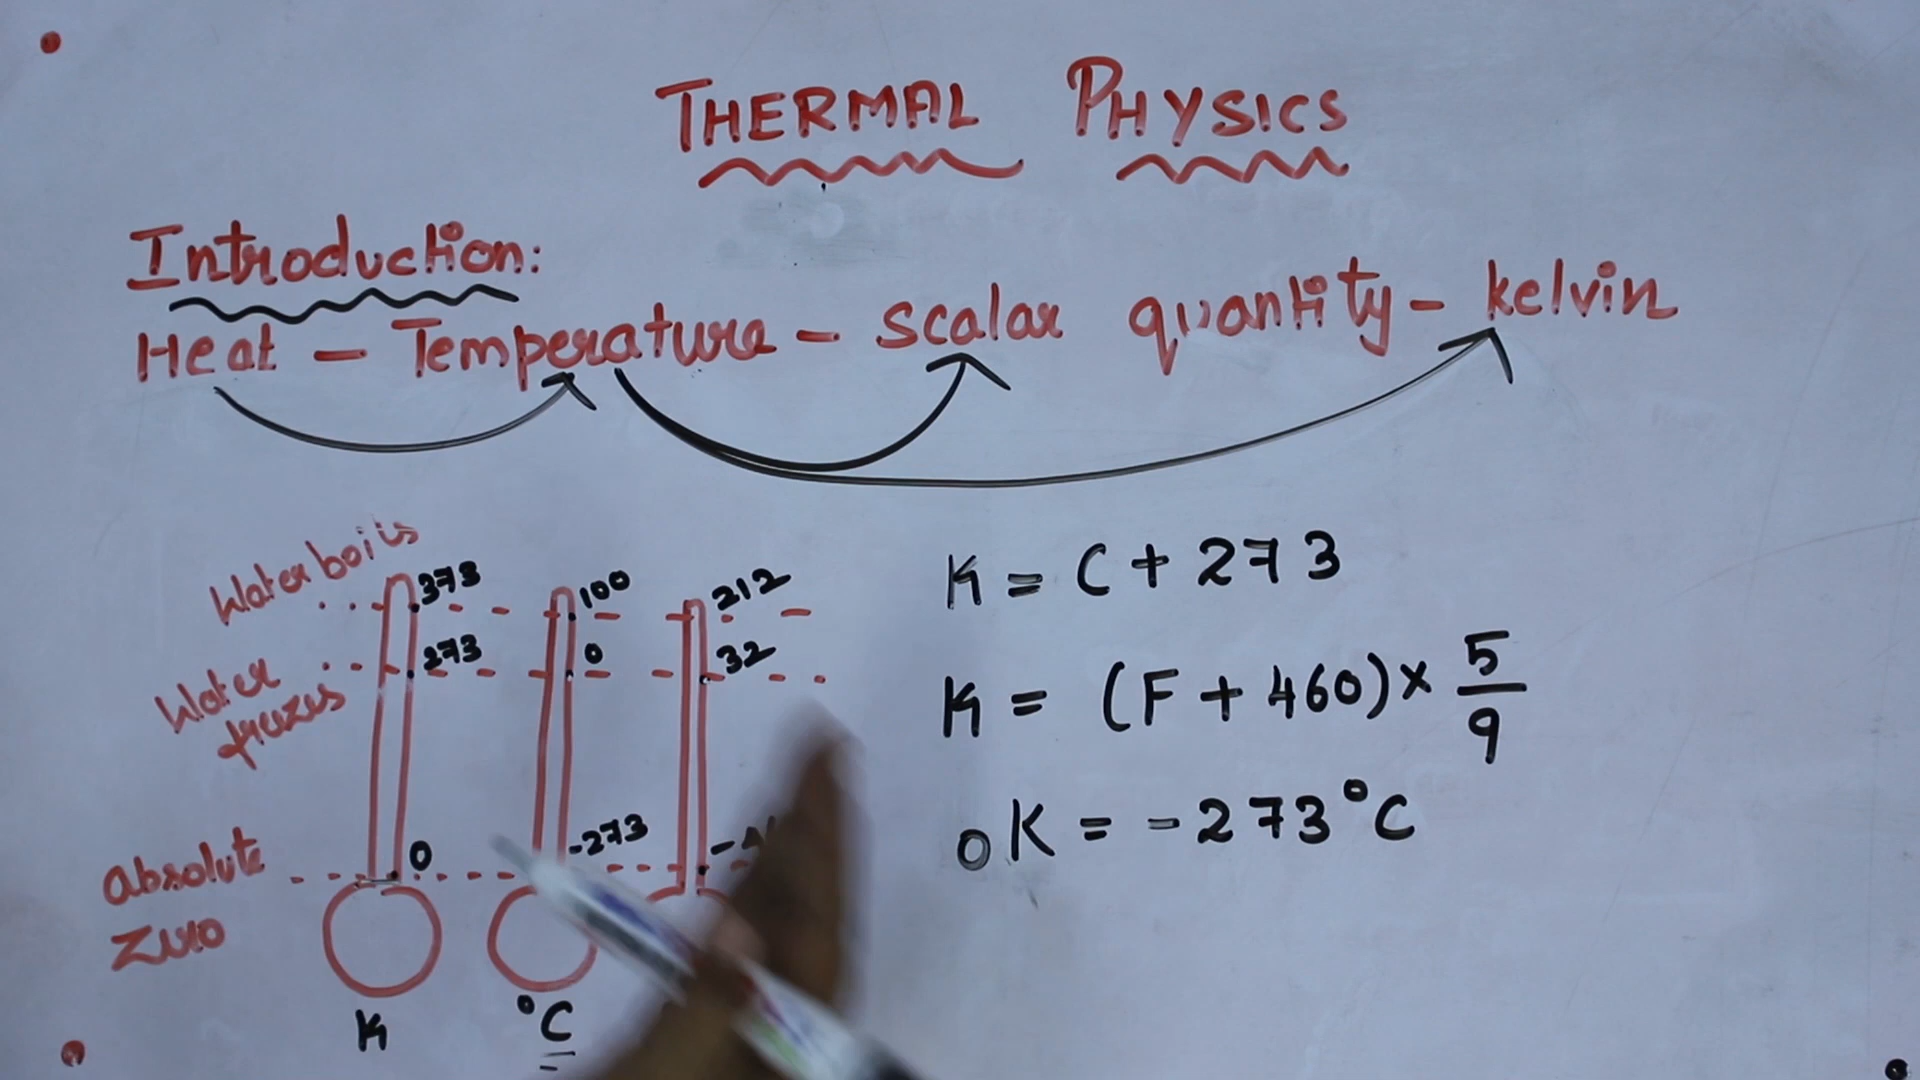 THERMAL PHYSICS
Introduction:
Heat – Temperature – scalar quantity – kelvin
Water boils
373
100
212
Water
frezes
273
0
32
Absolute
Zero
0
-273
K
°C
K = C + 273
K = (F + 460) × 5/9
0K = -273°C